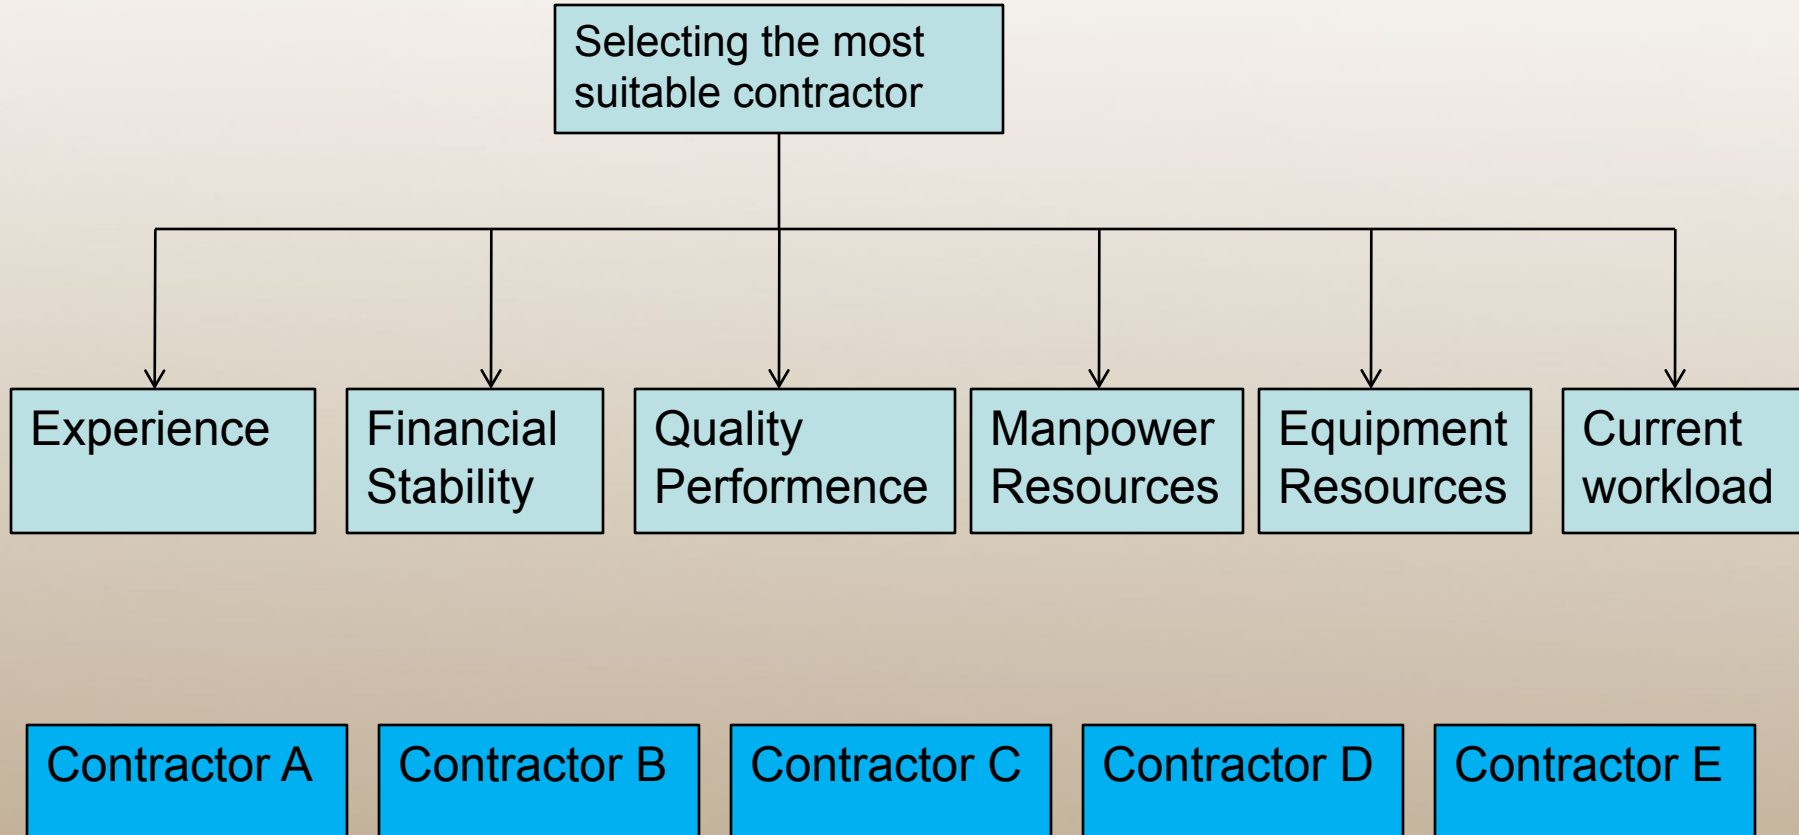 Selecting the most
suitable contractor
Experience
Financial
Stability
Quality
Performence
Manpower
Resources
Equipment
Resources
Current
workload
Contractor A
Contractor B
Contractor C
Contractor D
Contractor E